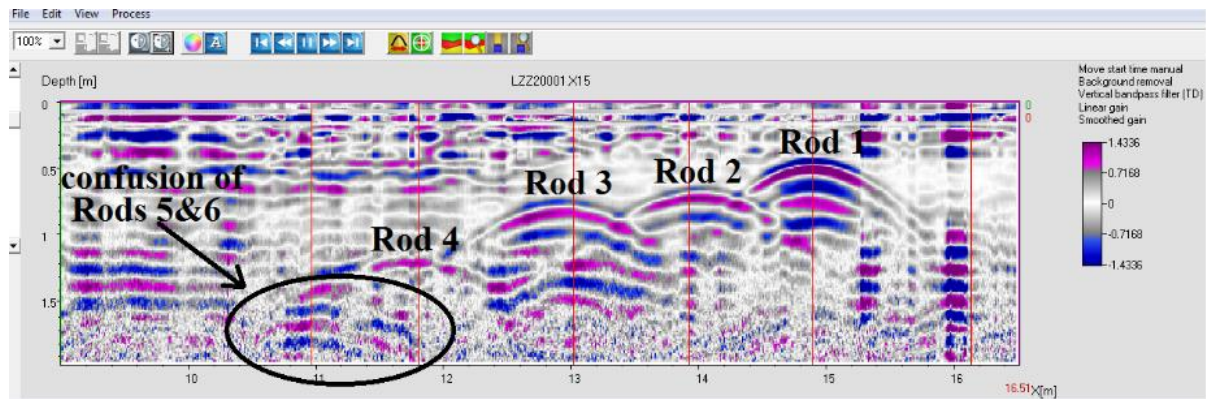 File Edit View Process
100%
A
Depth [m]
LZZ20001.X15
Move start time manual
Background removal
Vertical bandpass filter (TD)
Linear gain
Smoothed gain
0
0
0
0.5
1
1.5
confusion of
Rods 5&6
Rod 4
Rod 3
Rod 2
Rod 1
1.4336
0.7168
0
-0.7168
-1.4336
10 11 12 13 14 15 16
16.51 X[m]